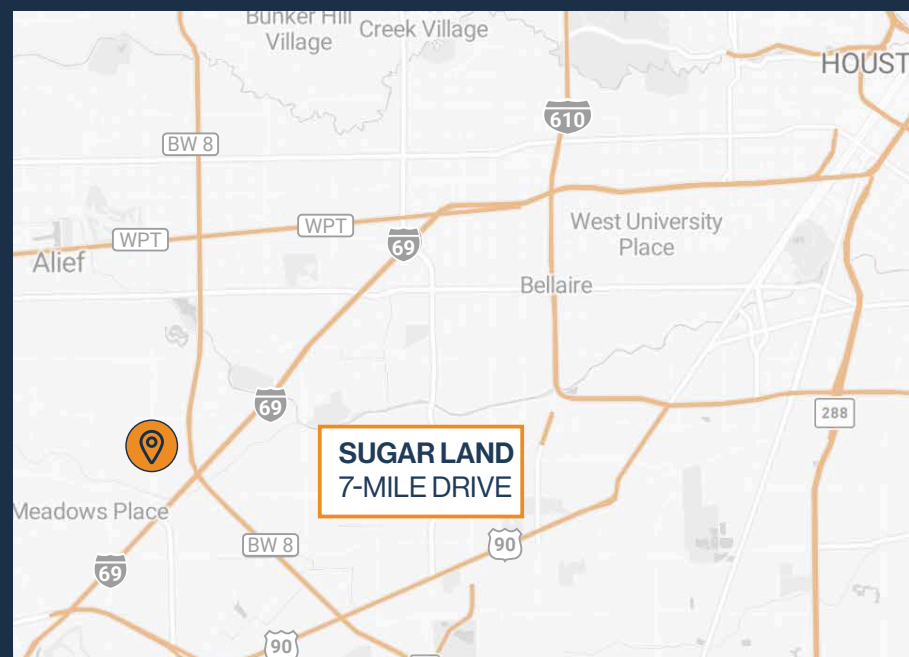 Bunker Hill
Village
Creek Village
HOUST
610
BW 8
West University
Place
WPT
WPT
69
Alief
Bellaire
69
288
SUGAR LAND
7-MILE DRIVE
Meadows Place
BW 8
90
69
90